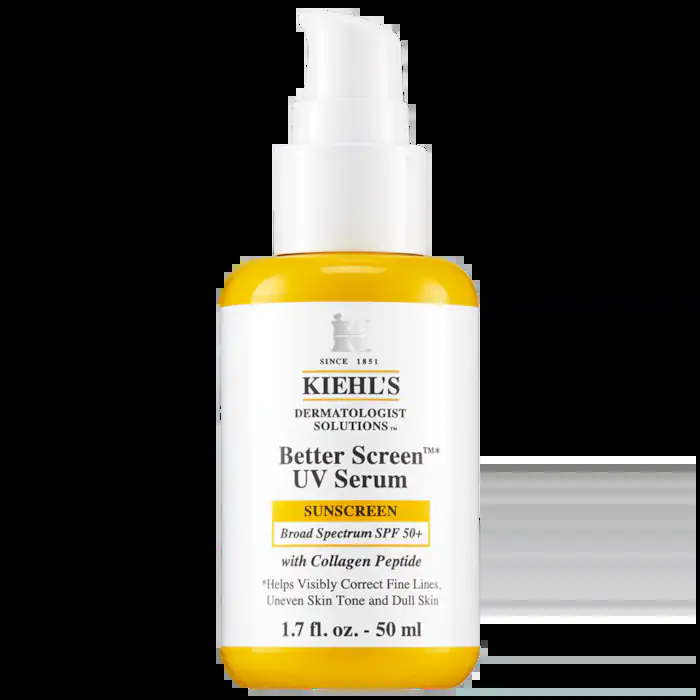 SINCE 1851
KIEHL'S
DERMATOLOGIST
SOLUTIONS™
Better Screen™*
UV Serum
SUNSCREEN
Broad Spectrum SPF 50+
with Collagen Peptide
*Helps Visibly Correct Fine Lines,
Uneven Skin Tone and Dull Skin
1.7 fl. oz. - 50 ml